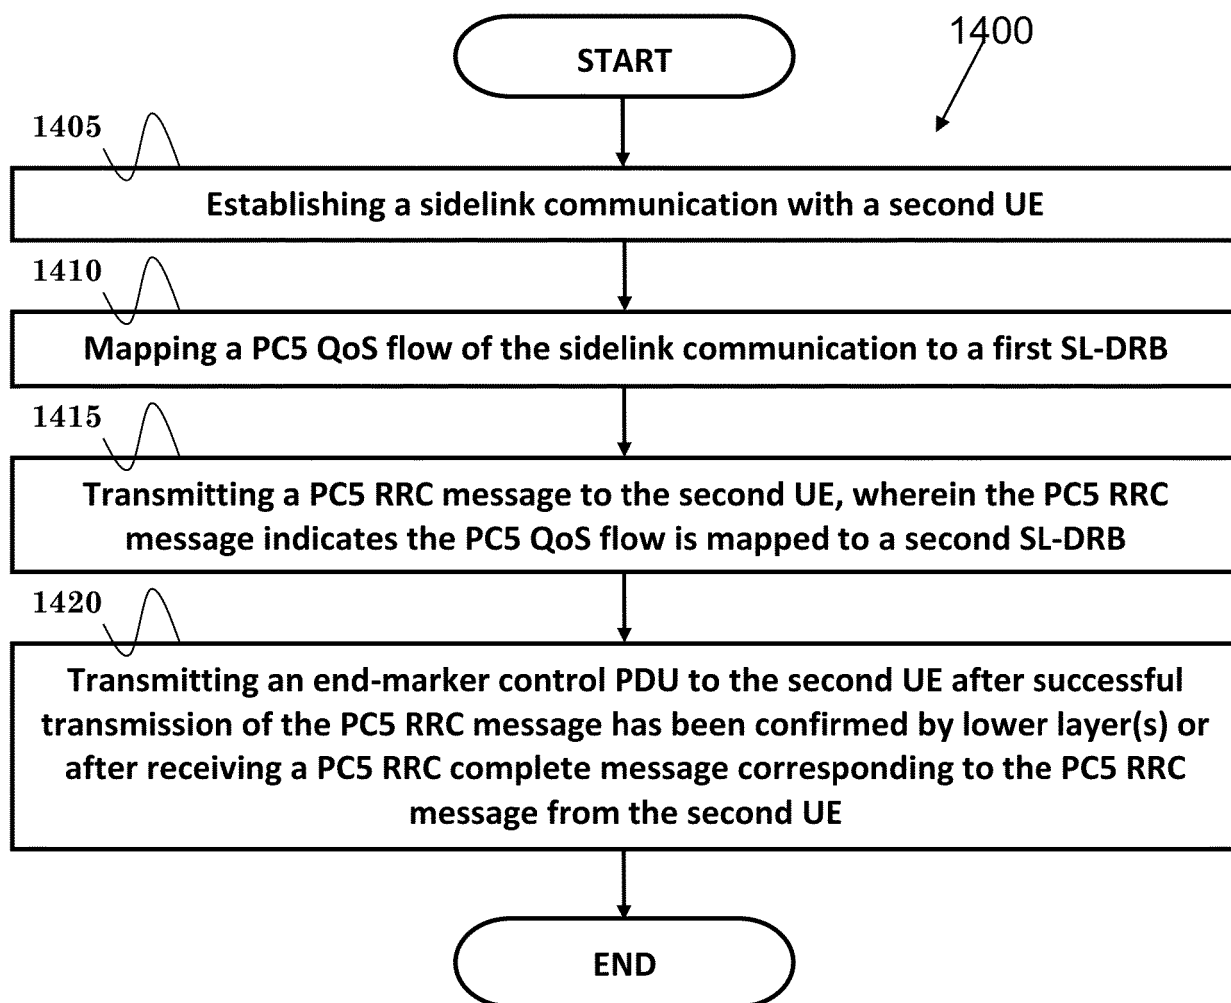 1400
START
1405
Establishing a sidelink communication with a second UE
1410
Mapping a PC5 QoS flow of the sidelink communication to a first SL-DRB
1415
Transmitting a PC5 RRC message to the second UE, wherein the PC5 RRC
message indicates the PC5 QoS flow is mapped to a second SL-DRB
1420
Transmitting an end-marker control PDU to the second UE after successful
transmission of the PC5 RRC message has been confirmed by lower layer(s) or
after receiving a PC5 RRC complete message corresponding to the PC5 RRC
message from the second UE
END